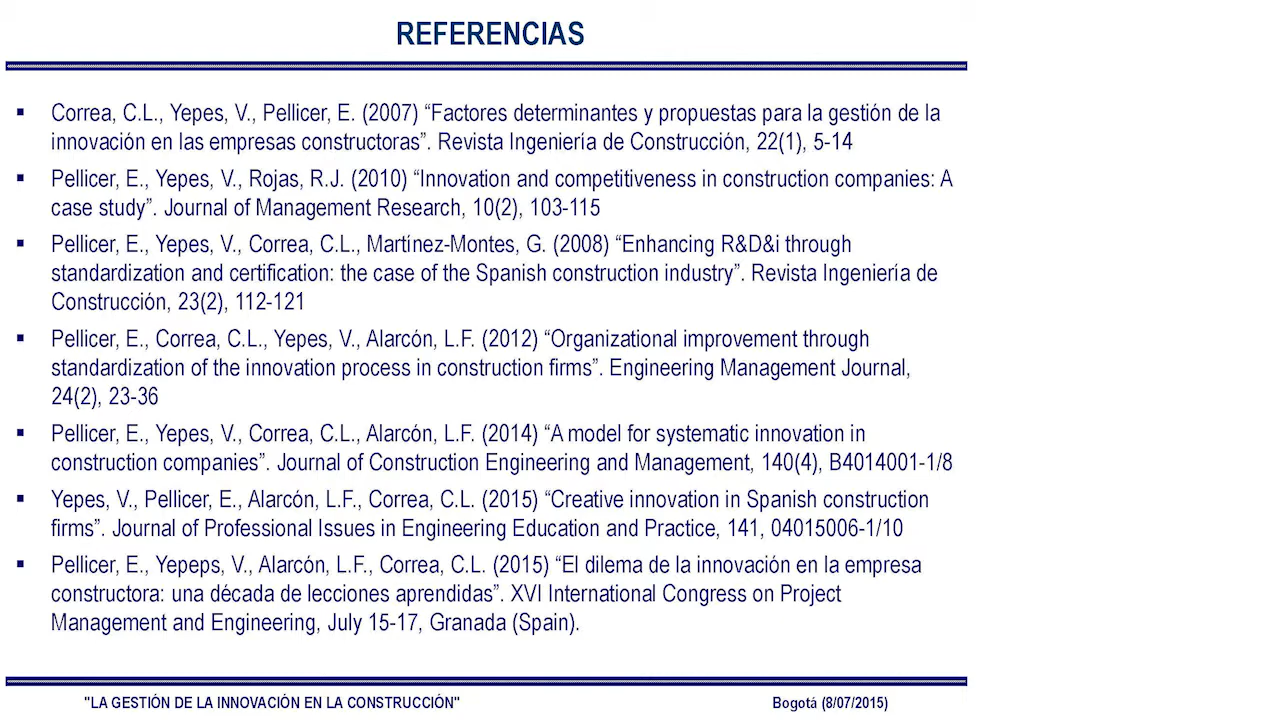 REFERENCIAS
▪ Correa, C.L., Yepes, V., Pellicer, E. (2007) “Factores determinantes y propuestas para la gestión de la
innovación en las empresas constructoras”. Revista Ingeniería de Construcción, 22(1), 5-14
▪ Pellicer, E., Yepes, V., Rojas, R.J. (2010) “Innovation and competitiveness in construction companies: A
case study”. Journal of Management Research, 10(2), 103-115
▪ Pellicer, E., Yepes, V., Correa, C.L., Martínez-Montes, G. (2008) “Enhancing R&D&i through
standardization and certification: the case of the Spanish construction industry”. Revista Ingeniería de
Construcción, 23(2), 112-121
▪ Pellicer, E., Correa, C.L., Yepes, V., Alarcón, L.F. (2012) “Organizational improvement through
standardization of the innovation process in construction firms”. Engineering Management Journal,
24(2), 23-36
▪ Pellicer, E., Yepes, V., Correa, C.L., Alarcón, L.F. (2014) “A model for systematic innovation in
construction companies”. Journal of Construction Engineering and Management, 140(4), B4014001-1/8
▪ Yepes, V., Pellicer, E., Alarcón, L.F., Correa, C.L. (2015) “Creative innovation in Spanish construction
firms”. Journal of Professional Issues in Engineering Education and Practice, 141, 04015006-1/10
▪ Pellicer, E., Yepeps, V., Alarcón, L.F., Correa, C.L. (2015) “El dilema de la innovación en la empresa
constructora: una década de lecciones aprendidas”. XVI International Congress on Project
Management and Engineering, July 15-17, Granada (Spain).
"LA GESTIÓN DE LA INNOVACIÓN EN LA CONSTRUCCIÓN" Bogotá (8/07/2015)